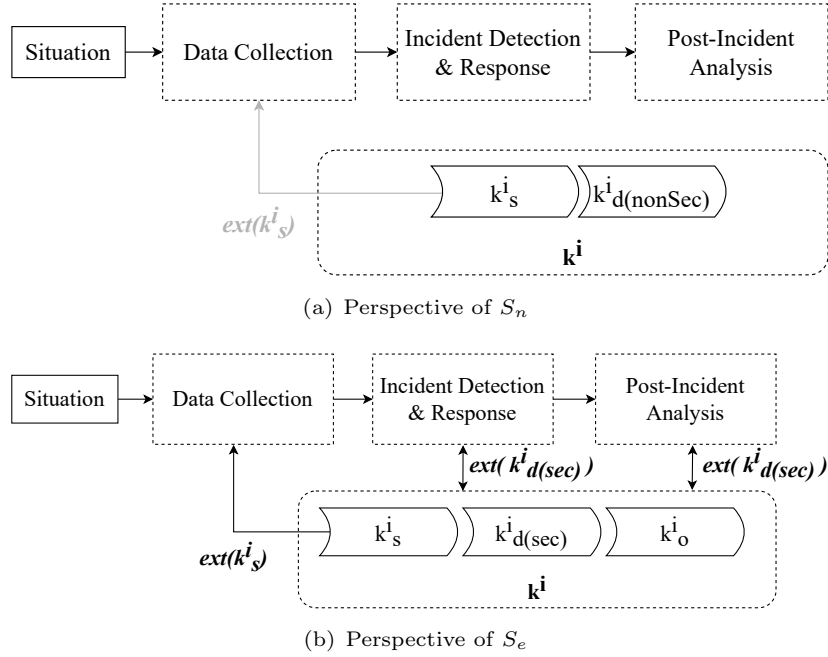 Situation
Data Collection
Incident Detection
& Response
Post-Incident
Analysis
k^i_s
k^i_d(nonSec)
ext(k^i_s)
k^i
(a) Perspective of S_n
Situation
Data Collection
Incident Detection
& Response
Post-Incident
Analysis
ext( k^i_d(sec) )
ext( k^i_d(sec) )
k^i_s
k^i_d(sec)
k^i_o
ext(k^i_s)
k^i
(b) Perspective of S_e